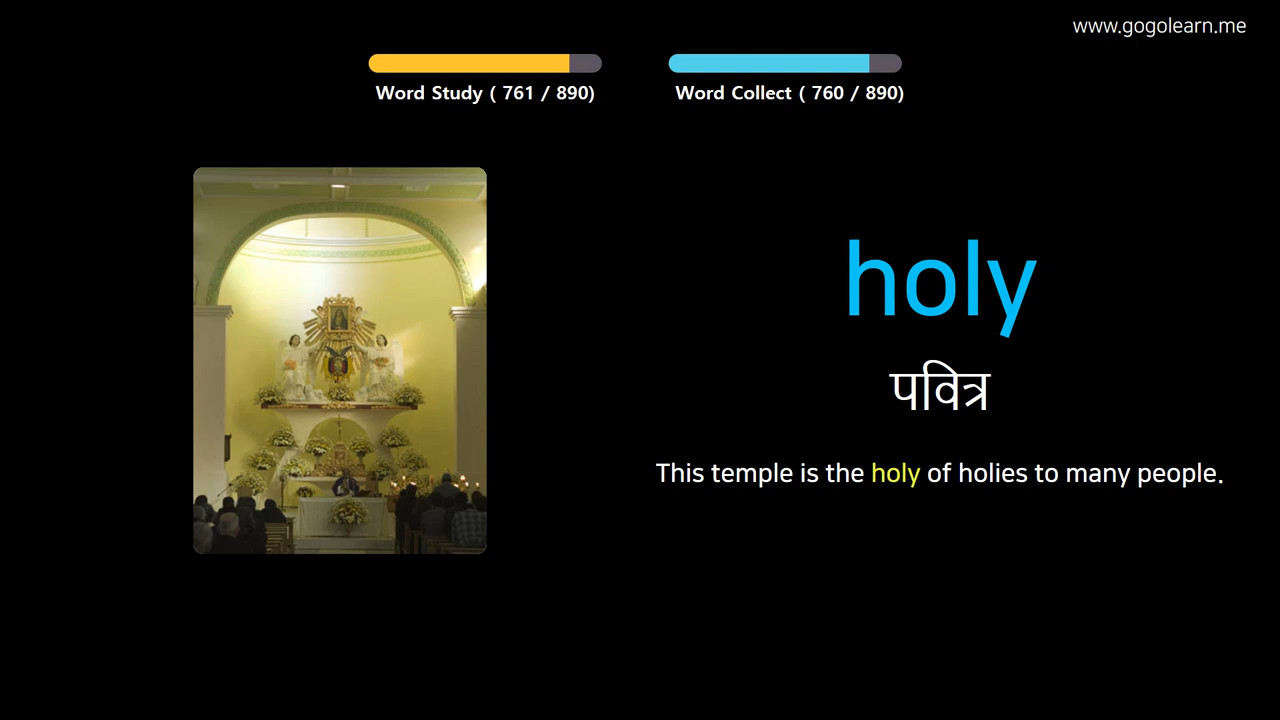 www.gogolearn.me
Word Study ( 761 / 890)
Word Collect ( 760 / 890)
holy
पवित्र
This temple is the holy of holies to many people.